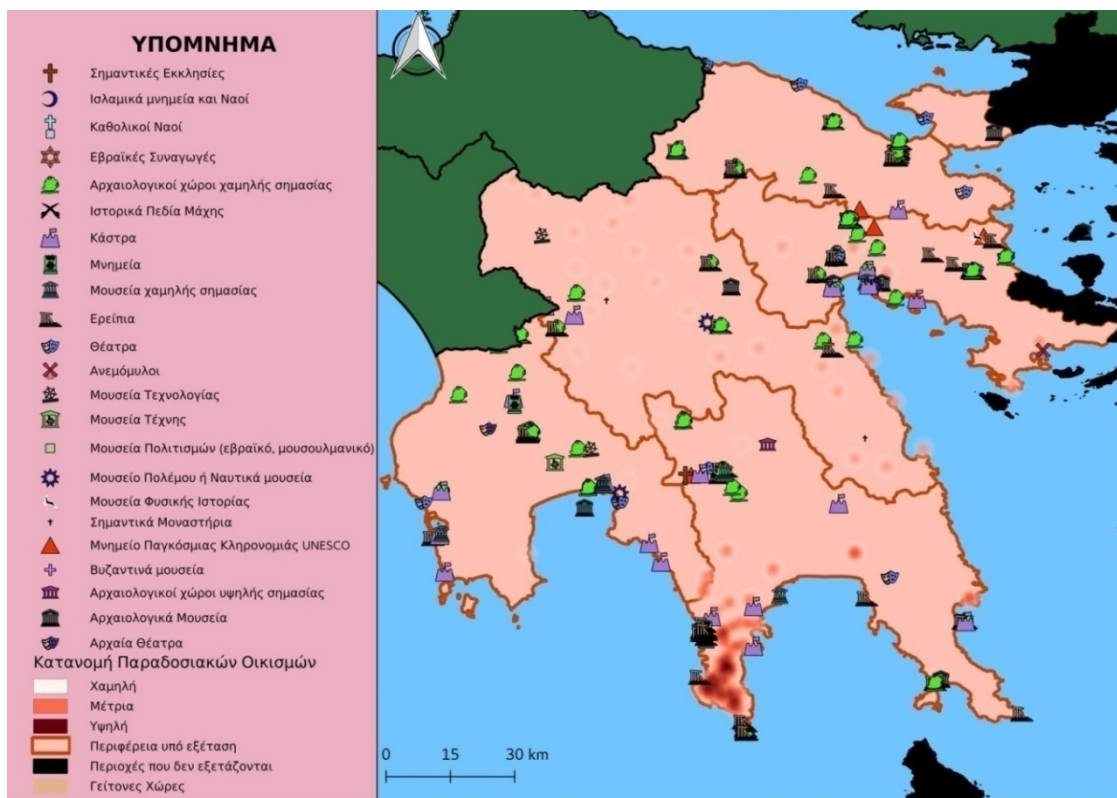 ΥΠΟΜΝΗΜΑ
Σημαντικές Εκκλησίες
Ισλαμικά μνημεία και Ναοί
Καθολικοί Ναοί
Εβραϊκές Συναγωγές
Αρχαιολογικοί χώροι χαμηλής σημασίας
Ιστορικά Πεδία Μάχης
Κάστρα
Μνημεία
Μουσεία χαμηλής σημασίας
Ερείπια
Θέατρα
Ανεμόμυλοι
Μουσεία Τεχνολογίας
Μουσεία Τέχνης
Μουσεία Πολιτισμών (εβραϊκό, μουσουλμανικό)
Μουσείο Πολέμου ή Ναυτικά μουσεία
Μουσεία Φυσικής Ιστορίας
Σημαντικά Μοναστήρια
Μνημείο Παγκόσμιας Κληρονομιάς UNESCO
Βυζαντινά μουσεία
Αρχαιολογικοί χώροι υψηλής σημασίας
Αρχαιολογικά Μουσεία
Αρχαία Θέατρα
Κατανομή Παραδοσιακών Οικισμών
Χαμηλή
Μέτρια
Υψηλή
Περιφέρεια υπό εξέταση
Περιοχές που δεν εξετάζονται
Γείτονες Χώρες
0 15 30 km